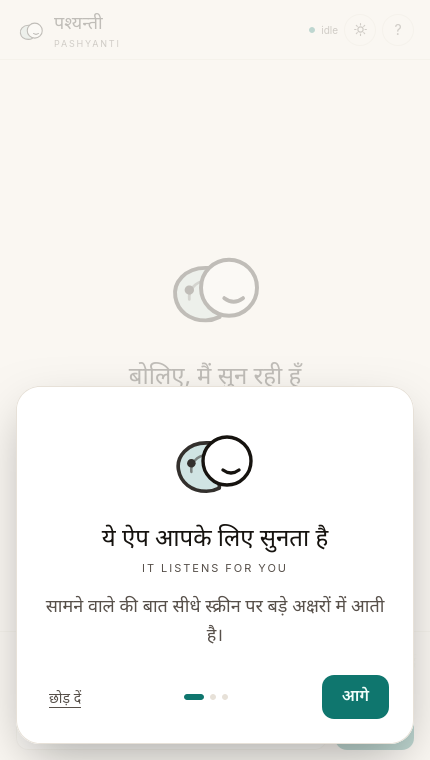 पश्यन्ती
PASHYANTI
idle
?
बोलिए, मैं सुन रही हूँ
ये ऐप आपके लिए सुनता है
IT LISTENS FOR YOU
सामने वाले की बात सीधे स्क्रीन पर बड़े अक्षरों में आती
है।
छोड़ दें
आगे